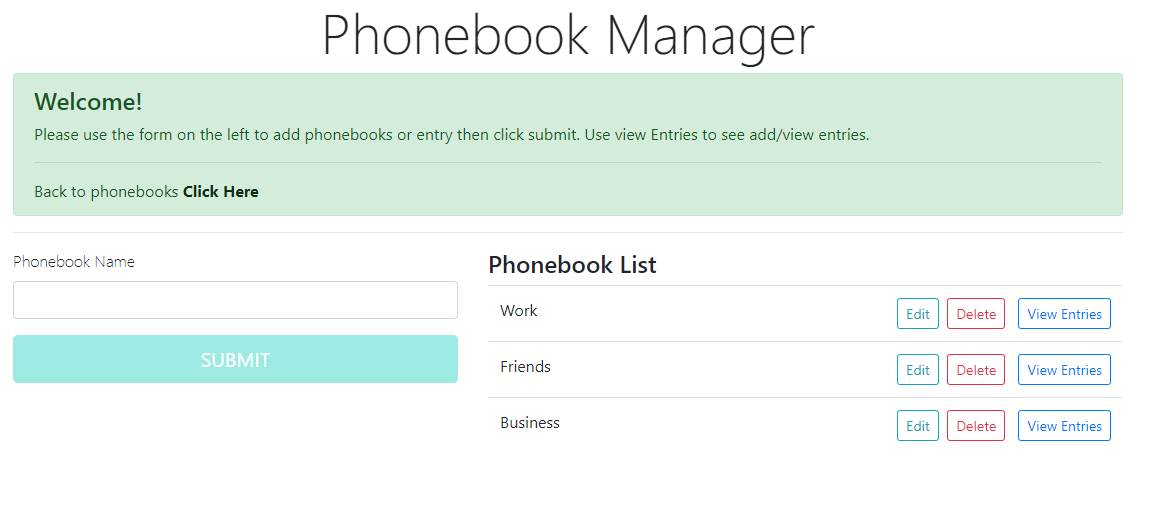 Phonebook Manager
Welcome!
Please use the form on the left to add phonebooks or entry then click submit. Use view Entries to see add/view entries.
Back to phonebooks Click Here
Phonebook Name
SUBMIT
Phonebook List
Work Edit Delete View Entries
Friends Edit Delete View Entries
Business Edit Delete View Entries